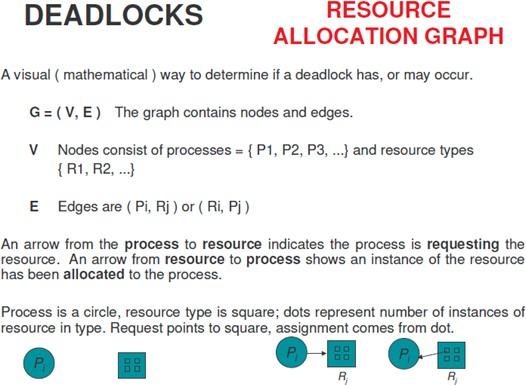 DEADLOCKS
RESOURCE
ALLOCATION GRAPH
A visual ( mathematical ) way to determine if a deadlock has, or may occur.
G = ( V, E ) The graph contains nodes and edges.
V Nodes consist of processes = { P1, P2, P3, ...} and resource types
{ R1, R2, ...}
E Edges are ( Pi, Rj ) or ( Ri, Pj )
An arrow from the process to resource indicates the process is requesting the
resource. An arrow from resource to process shows an instance of the resource
has been allocated to the process.
Process is a circle, resource type is square; dots represent number of instances of
resource in type. Request points to square, assignment comes from dot.
Pi Pi Pi
Rj Rj